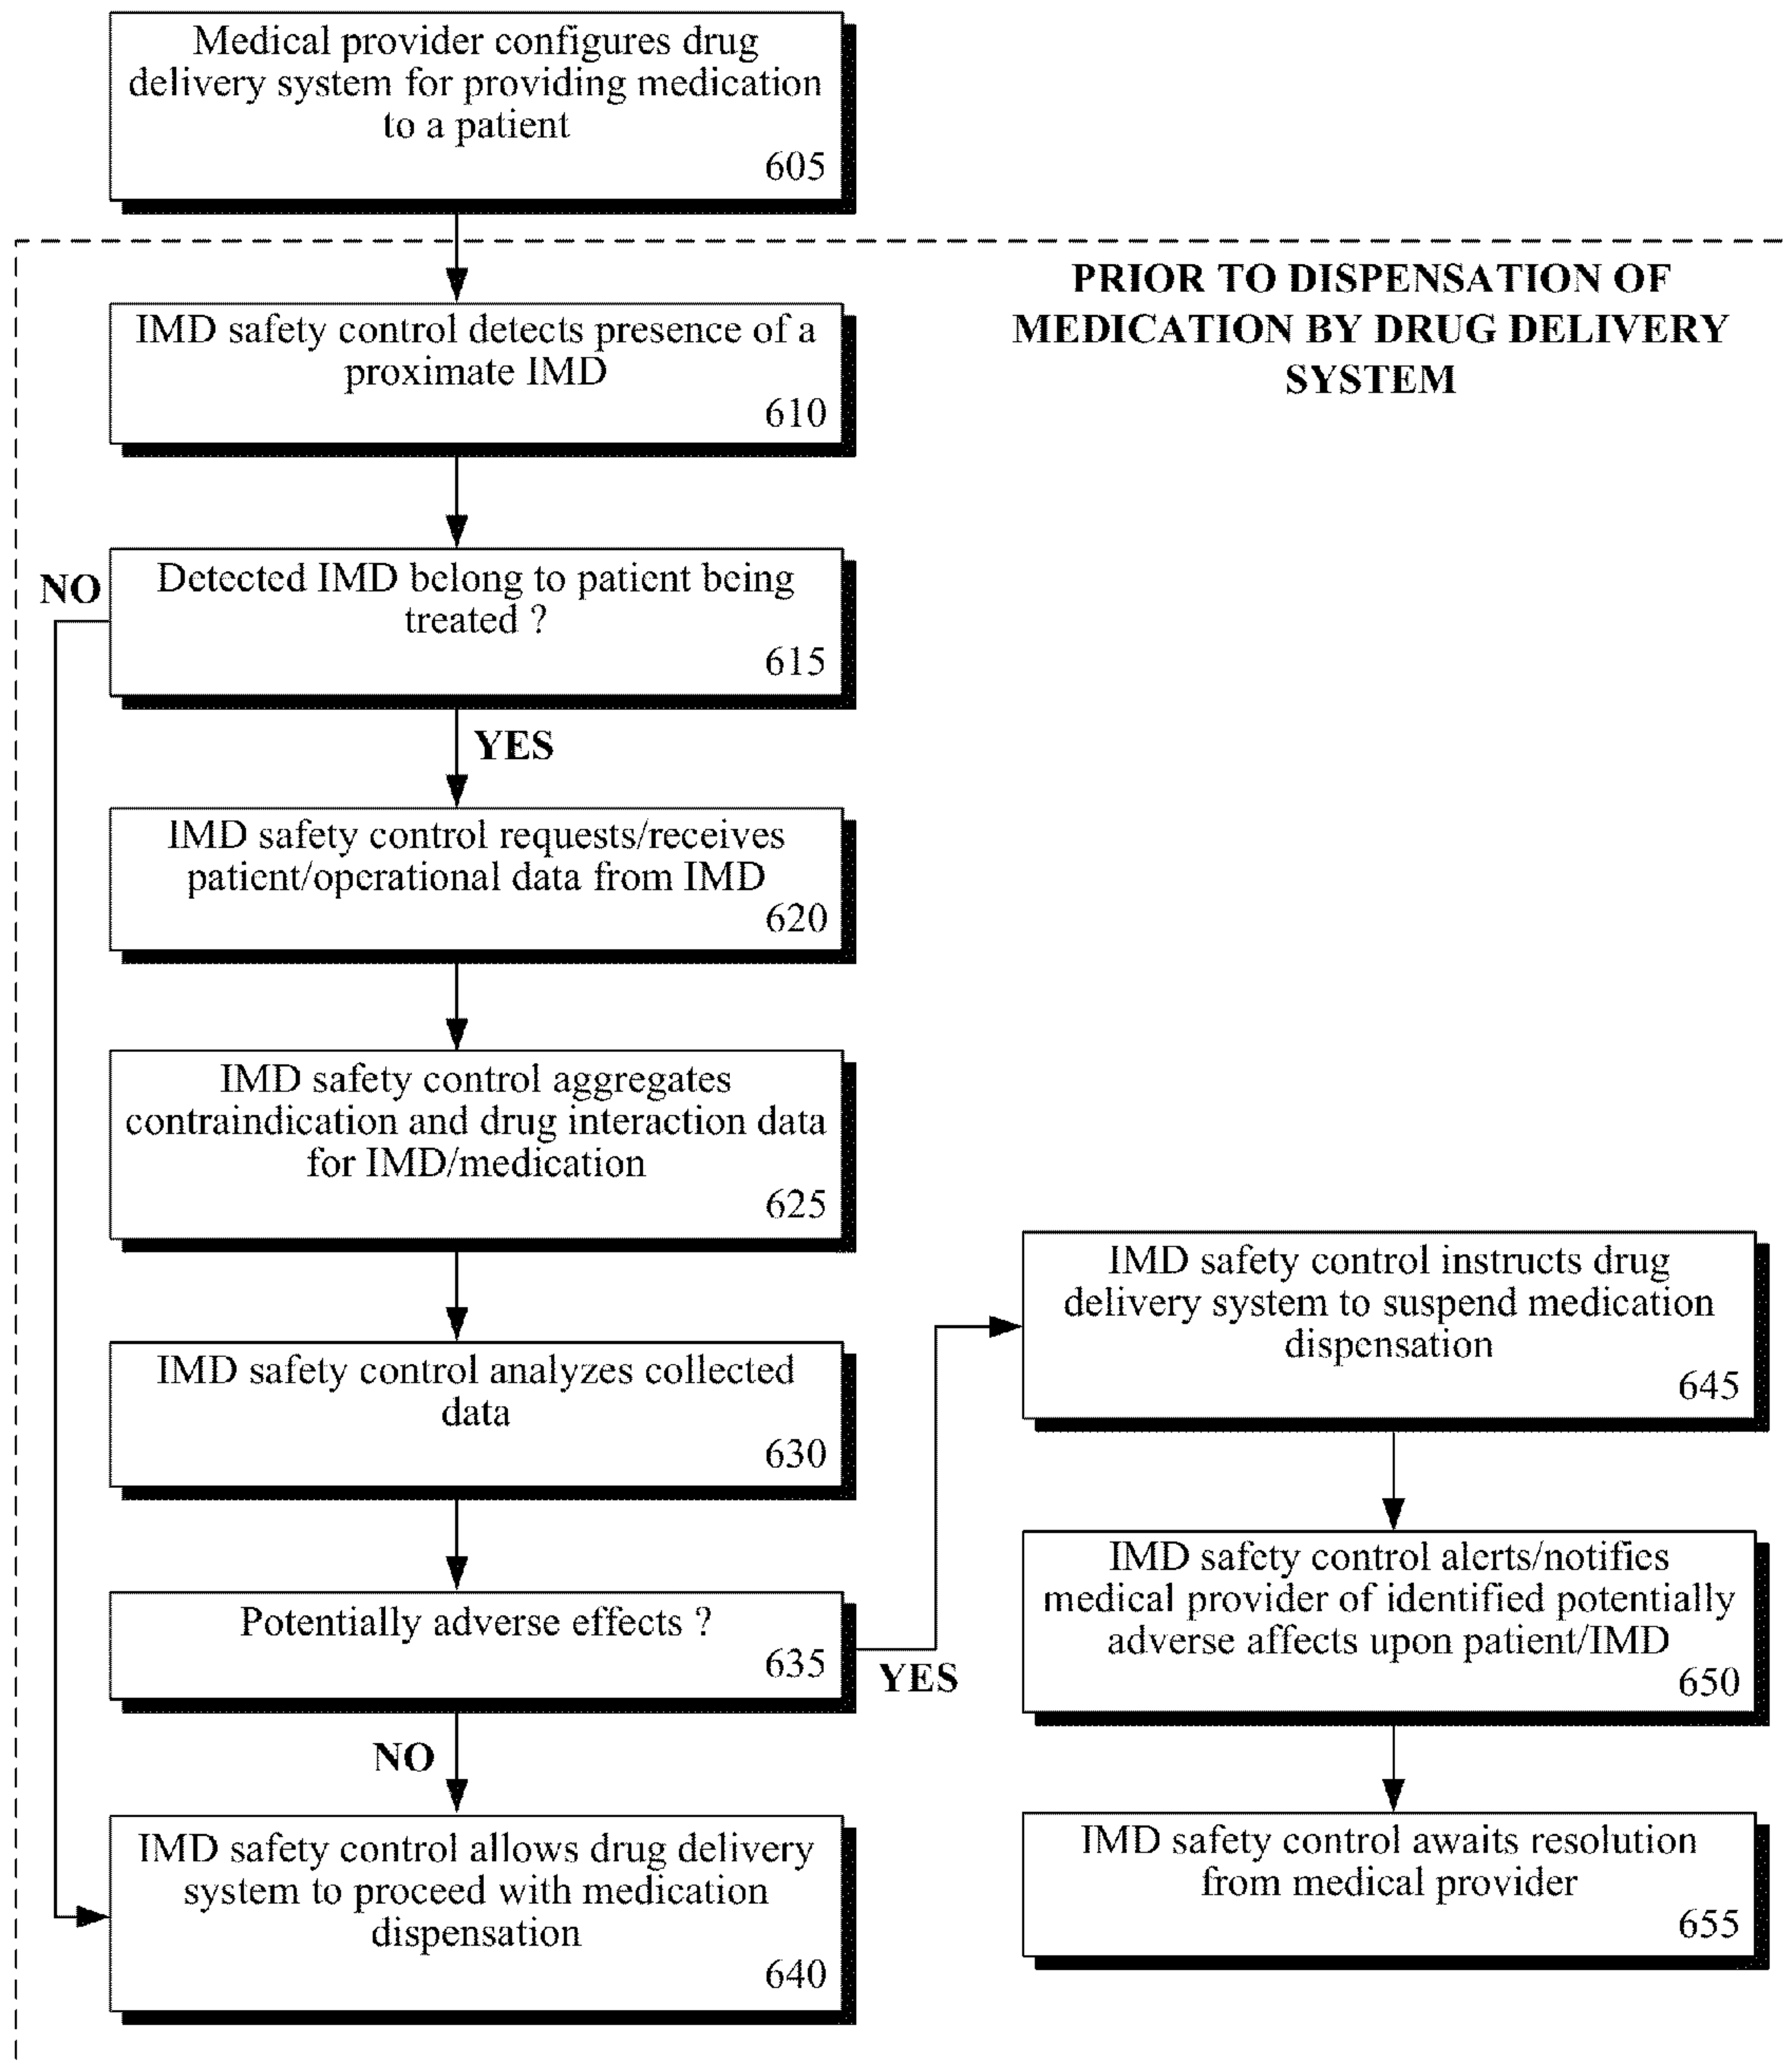 Medical provider configures drug
delivery system for providing medication
to a patient
605
PRIOR TO DISPENSATION OF
MEDICATION BY DRUG DELIVERY
SYSTEM
IMD safety control detects presence of a
proximate IMD
610
NO
Detected IMD belong to patient being
treated ?
615
YES
IMD safety control requests/receives
patient/operational data from IMD
620
IMD safety control aggregates
contraindication and drug interaction data
for IMD/medication
625
IMD safety control analyzes collected
data
630
Potentially adverse effects ?
635
YES
NO
IMD safety control allows drug delivery
system to proceed with medication
dispensation
640
IMD safety control instructs drug
delivery system to suspend medication
dispensation
645
IMD safety control alerts/notifies
medical provider of identified potentially
adverse affects upon patient/IMD
650
IMD safety control awaits resolution
from medical provider
655